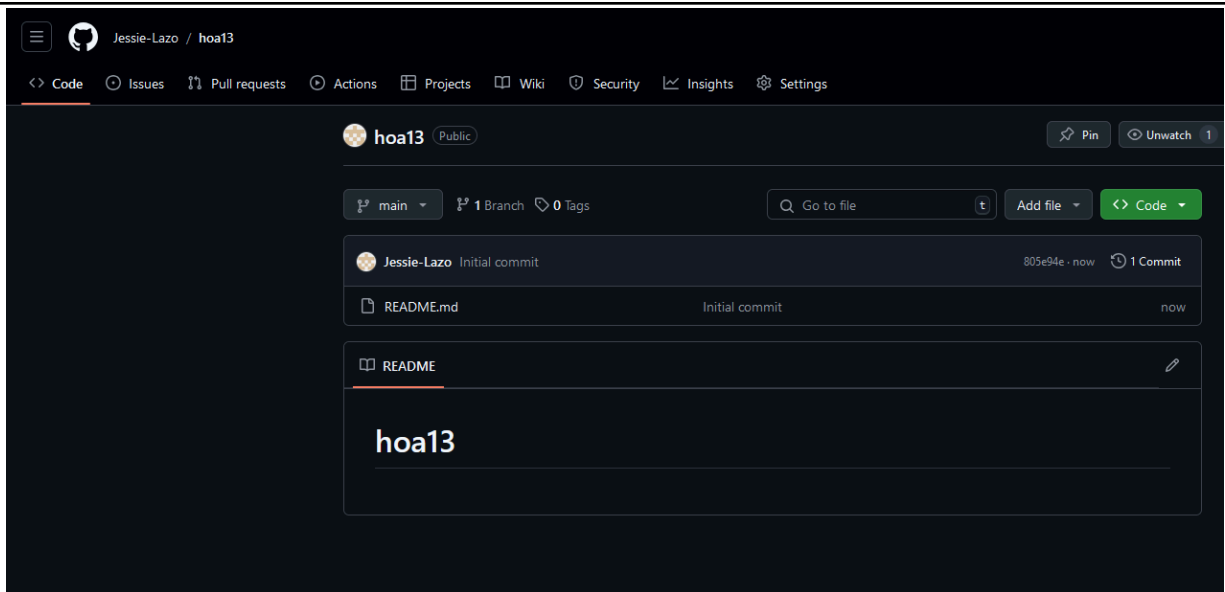 Jessie-Lazo / hoa13
Code Issues Pull requests Actions Projects Wiki Security Insights Settings
hoa13 Public Pin Unwatch 1
main 1 Branch 0 Tags Go to file t Add file Code
Jessie-Lazo Initial commit 805e94e · now 1 Commit
README.md Initial commit now
README
hoa13